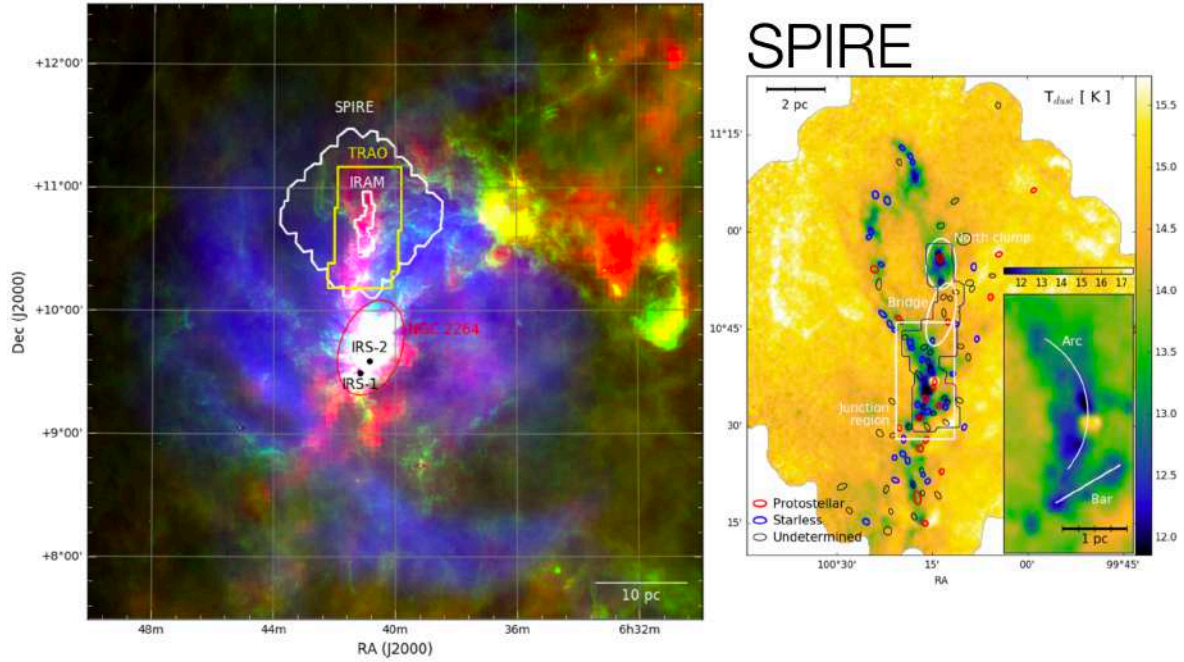 +12°00'
+11°00'
+10°00'
+9°00'
+8°00'
Dec (J2000)
SPIRE
TRAO
IRAM
NGC 2264
IRS-2
IRS-1
10 pc
48m
44m
40m
36m
6h32m
RA (J2000)
SPIRE
2 pc
Tdust [ K ]
11°15'
00'
10°45'
30'
15'
North clump
Bridge
Junction
region
12 13 14 15 16 17
Arc
Bar
1 pc
Protostellar
Starless
Undetermined
100°30'
15'
00'
99°45'
RA
15.5
15.0
14.5
14.0
13.5
13.0
12.5
12.0